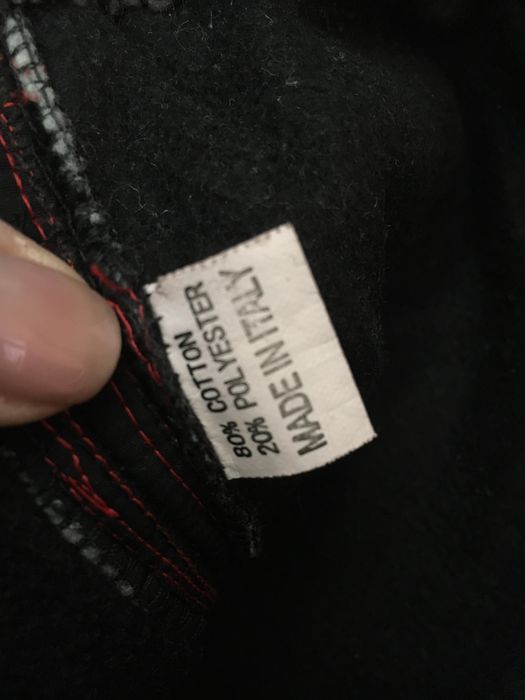 80% COTTON
20% POLYESTER
MADE IN ITALY